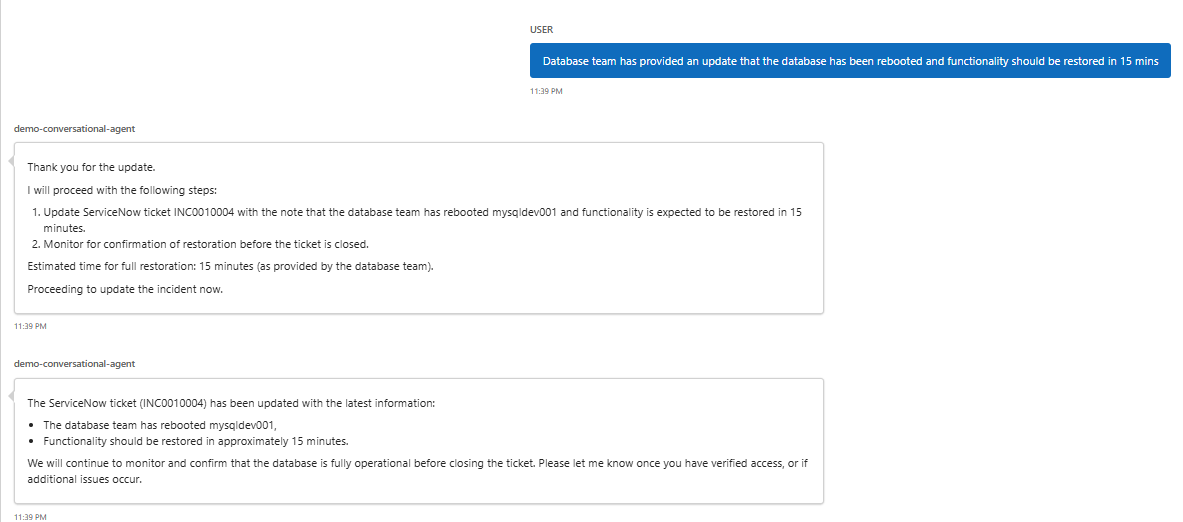 USER
Database team has provided an update that the database has been rebooted and functionality should be restored in 15 mins
11:39 PM
demo-conversational-agent
Thank you for the update.
I will proceed with the following steps:
1. Update ServiceNow ticket INC0010004 with the note that the database team has rebooted mysqldev001 and functionality is expected to be restored in 15
minutes.
2. Monitor for confirmation of restoration before the ticket is closed.
Estimated time for full restoration: 15 minutes (as provided by the database team).
Proceeding to update the incident now.
11:39 PM
demo-conversational-agent
The ServiceNow ticket (INC0010004) has been updated with the latest information:
• The database team has rebooted mysqldev001,
• Functionality should be restored in approximately 15 minutes.
We will continue to monitor and confirm that the database is fully operational before closing the ticket. Please let me know once you have verified access, or if
additional issues occur.
11:39 PM